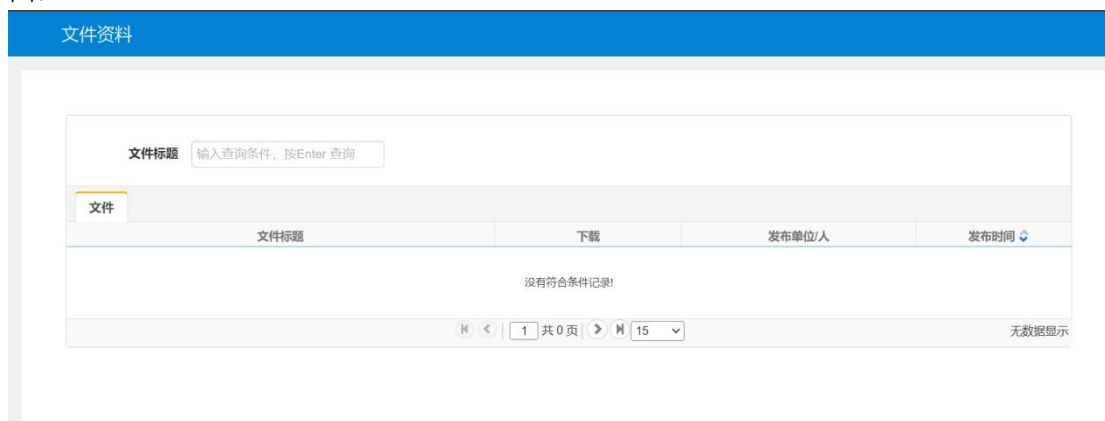 文件资料
文件标题 输入查询条件，按Enter 查询
文件
文件标题 下载 发布单位/人 发布时间
没有符合条件记录!
1 共 0 页 15 无数据显示